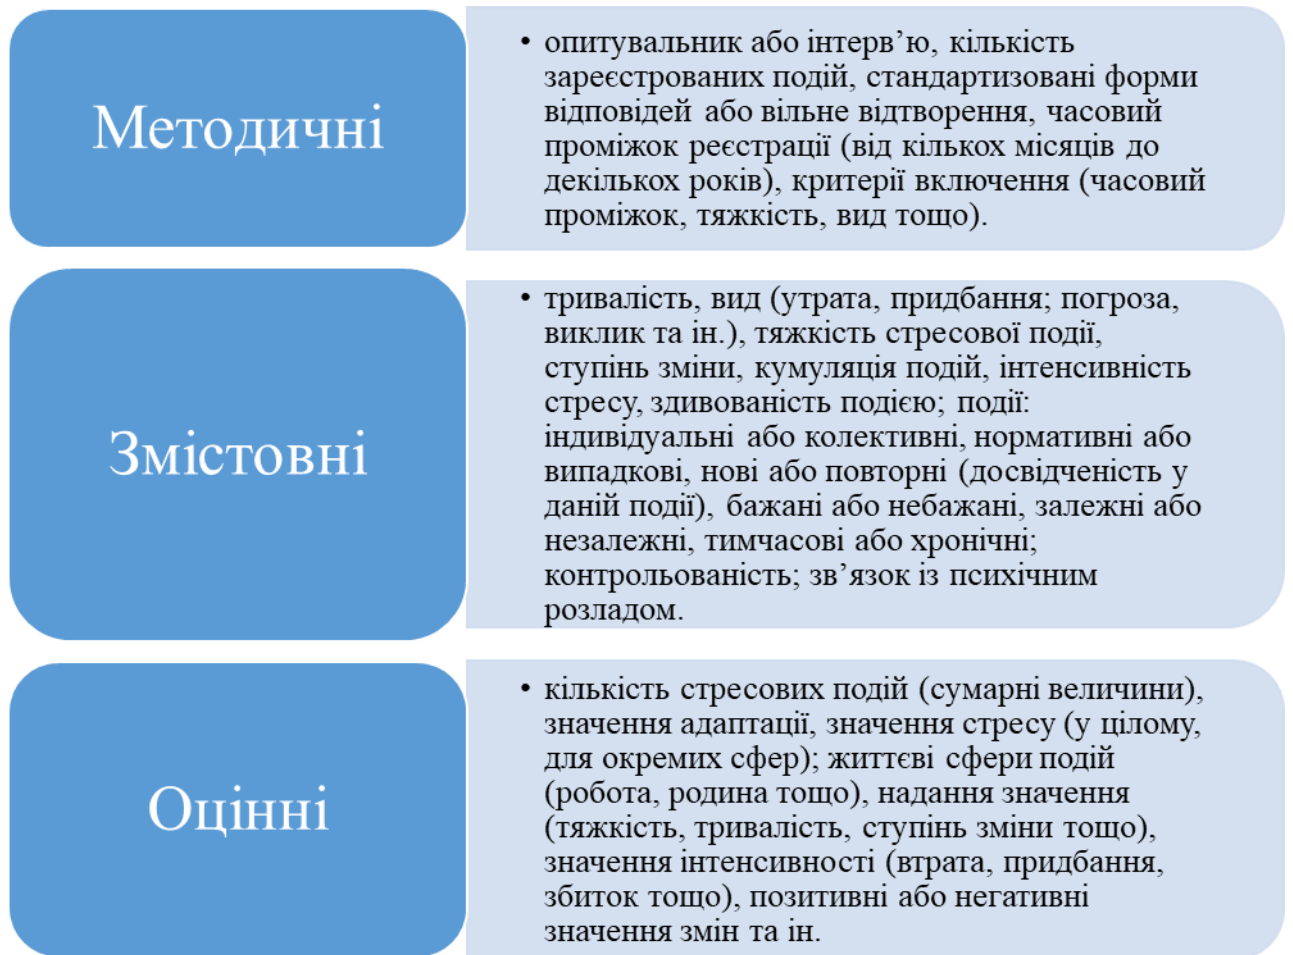 Методичні
• опитувальник або інтерв’ю, кількість
зареєстрованих подій, стандартизовані форми
відповідей або вільне відтворення, часовий
проміжок реєстрації (від кількох місяців до
декількох років), критерії включення (часовий
проміжок, тяжкість, вид тощо).
Змістовні
• тривалість, вид (утрата, придбання; погроза,
виклик та ін.), тяжкість стресової події,
ступінь зміни, кумуляція подій, інтенсивність
стресу, здивованість подією; події:
індивідуальні або колективні, нормативні або
випадкові, нові або повторні (досвідченість у
даній події), бажані або небажані, залежні або
незалежні, тимчасові або хронічні;
контрольованість; зв’язок із психічним
розладом.
Оцінні
• кількість стресових подій (сумарні величини),
значення адаптації, значення стресу (у цілому,
для окремих сфер); життєві сфери подій
(робота, родина тощо), надання значення
(тяжкість, тривалість, ступінь зміни тощо),
значення інтенсивності (втрата, придбання,
збиток тощо), позитивні або негативні
значення змін та ін.